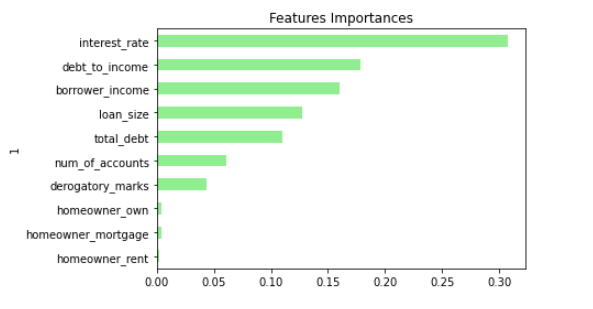 Features Importances
interest_rate
debt_to_income
borrower_income
loan_size
total_debt
num_of_accounts
derogatory_marks
homeowner_own
homeowner_mortgage
homeowner_rent
1
0.00 0.05 0.10 0.15 0.20 0.25 0.30